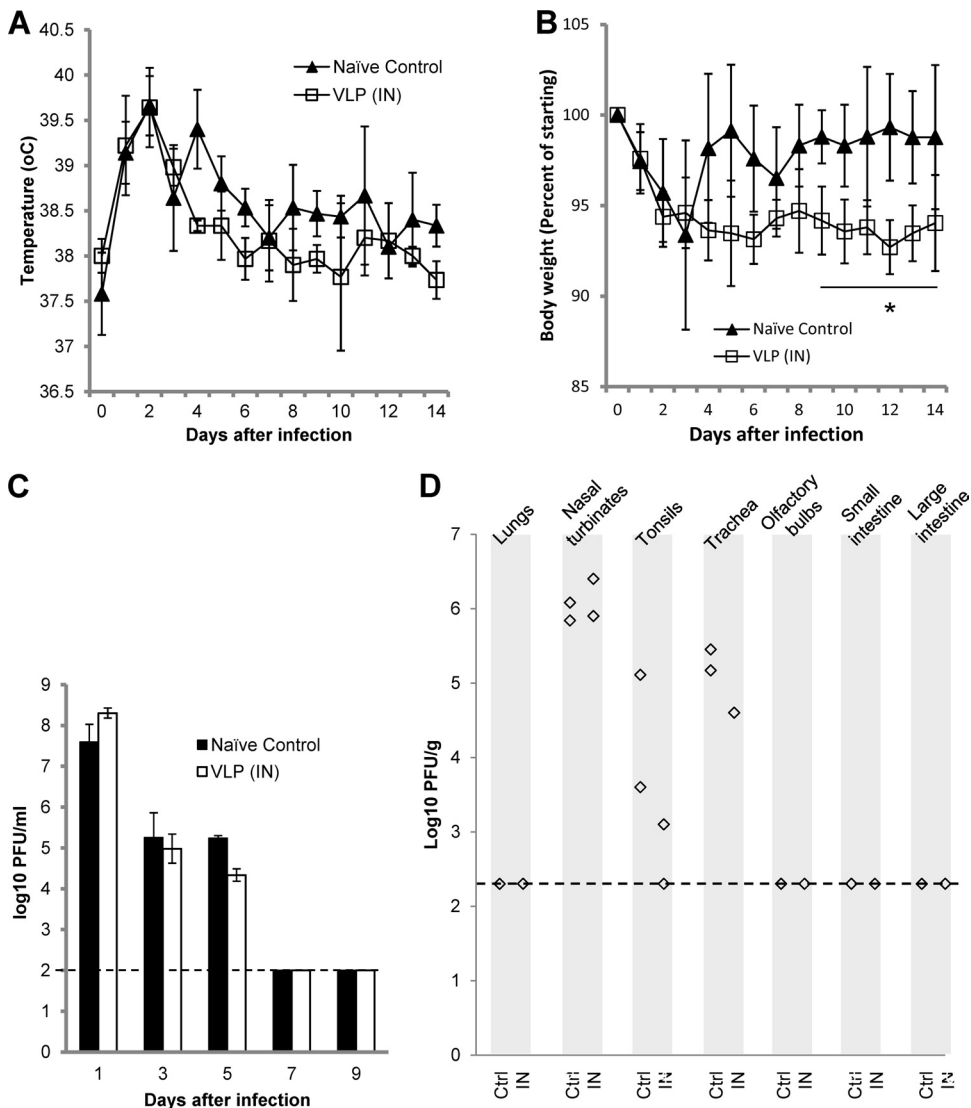 A
40.5
40
39.5
39
38.5
38
37.5
37
36.5
Temperature (oC)
Naïve Control
VLP (IN)
0 2 4 6 8 10 12 14
Days after infection
B
100
105
95
90
85
Body weight (Percent of starting)
*
Naïve Control
VLP (IN)
0 2 4 6 8 10 12 14
Days after infection
C
9
8
7
6
5
4
3
2
1
0
log10 PFU/ml
Naïve Control
VLP (IN)
1 3 5 7 9
Days after infection
D
Lungs
Nasal turbinates
Tonsils
Trachea
Olfactory bulbs
Small intestine
Large intestine
7
6
5
4
3
2
1
0
Log10 PFU/g
Ctrl IN Ctrl IN Ctrl IN Ctrl IN Ctrl IN Ctrl IN Ctrl IN